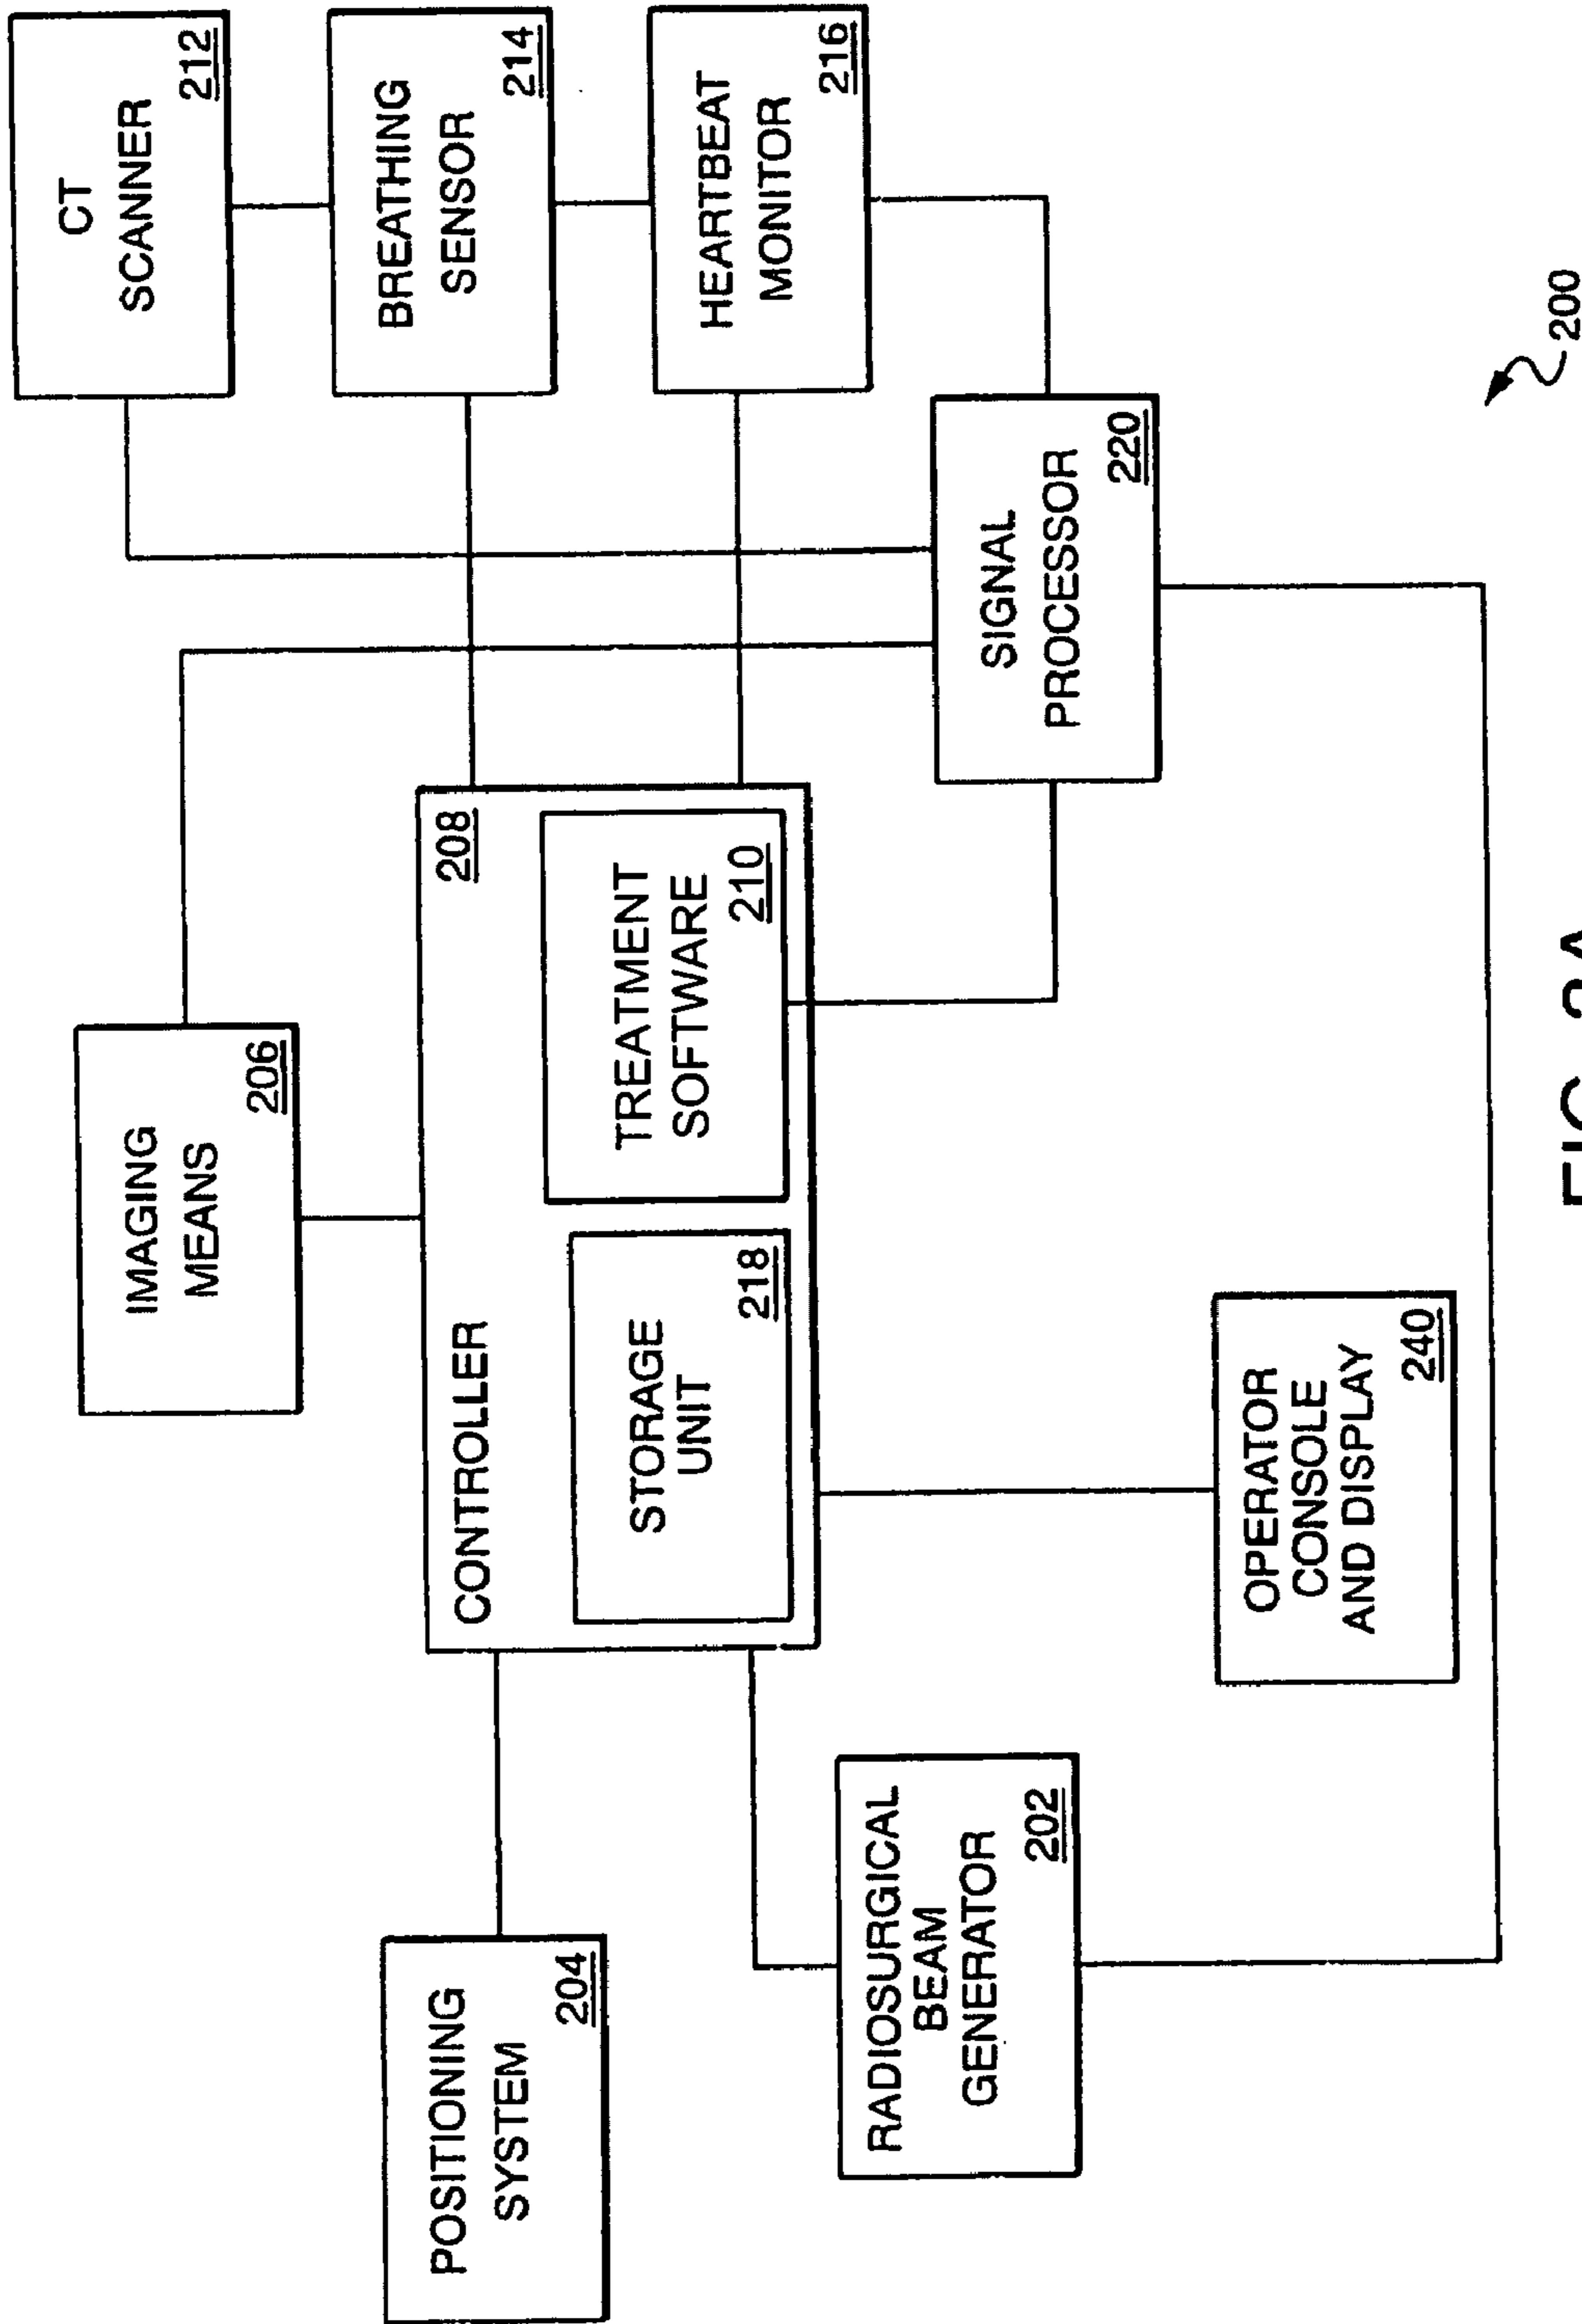 CT
SCANNER
212
BREATHING
SENSOR
214
HEARTBEAT
MONITOR
216
IMAGING
MEANS
206
CONTROLLER
208
STORAGE
UNIT
218
TREATMENT
SOFTWARE
210
SIGNAL
PROCESSOR
220
POSITIONING
SYSTEM
204
RADIOSURGICAL
BEAM
GENERATOR
202
OPERATOR
CONSOLE
AND DISPLAY
240
200
FIG.